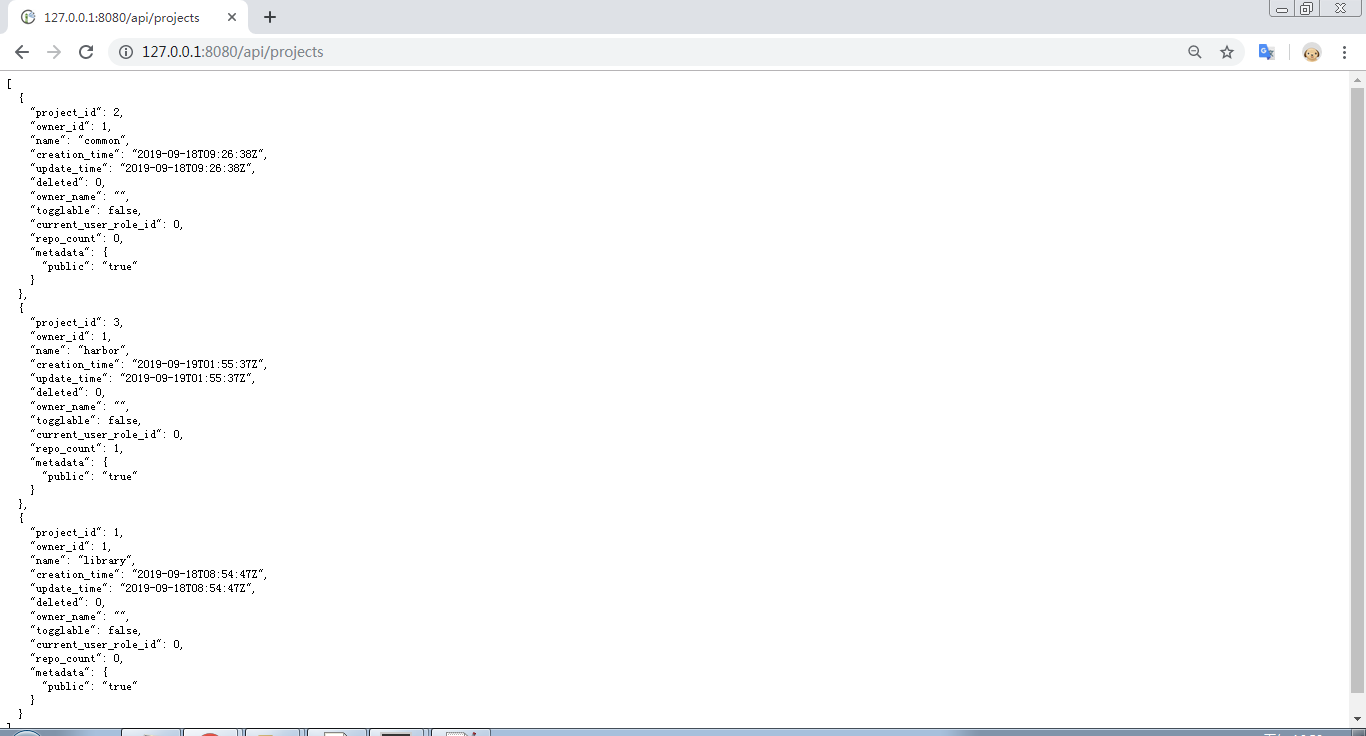 127.0.0.1:8080/api/projects
127.0.0.1:8080/api/projects
[
  {
    "project_id": 2,
    "owner_id": 1,
    "name": "common",
    "creation_time": "2019-09-18T09:26:38Z",
    "update_time": "2019-09-18T09:26:38Z",
    "deleted": 0,
    "owner_name": "",
    "togglable": false,
    "current_user_role_id": 0,
    "repo_count": 0,
    "metadata": {
      "public": "true"
    }
  },
  {
    "project_id": 3,
    "owner_id": 1,
    "name": "harbor",
    "creation_time": "2019-09-19T01:55:37Z",
    "update_time": "2019-09-19T01:55:37Z",
    "deleted": 0,
    "owner_name": "",
    "togglable": false,
    "current_user_role_id": 0,
    "repo_count": 1,
    "metadata": {
      "public": "true"
    }
  },
  {
    "project_id": 1,
    "owner_id": 1,
    "name": "library",
    "creation_time": "2019-09-18T08:54:47Z",
    "update_time": "2019-09-18T08:54:47Z",
    "deleted": 0,
    "owner_name": "",
    "togglable": false,
    "current_user_role_id": 0,
    "repo_count": 0,
    "metadata": {
      "public": "true"
    }
  }